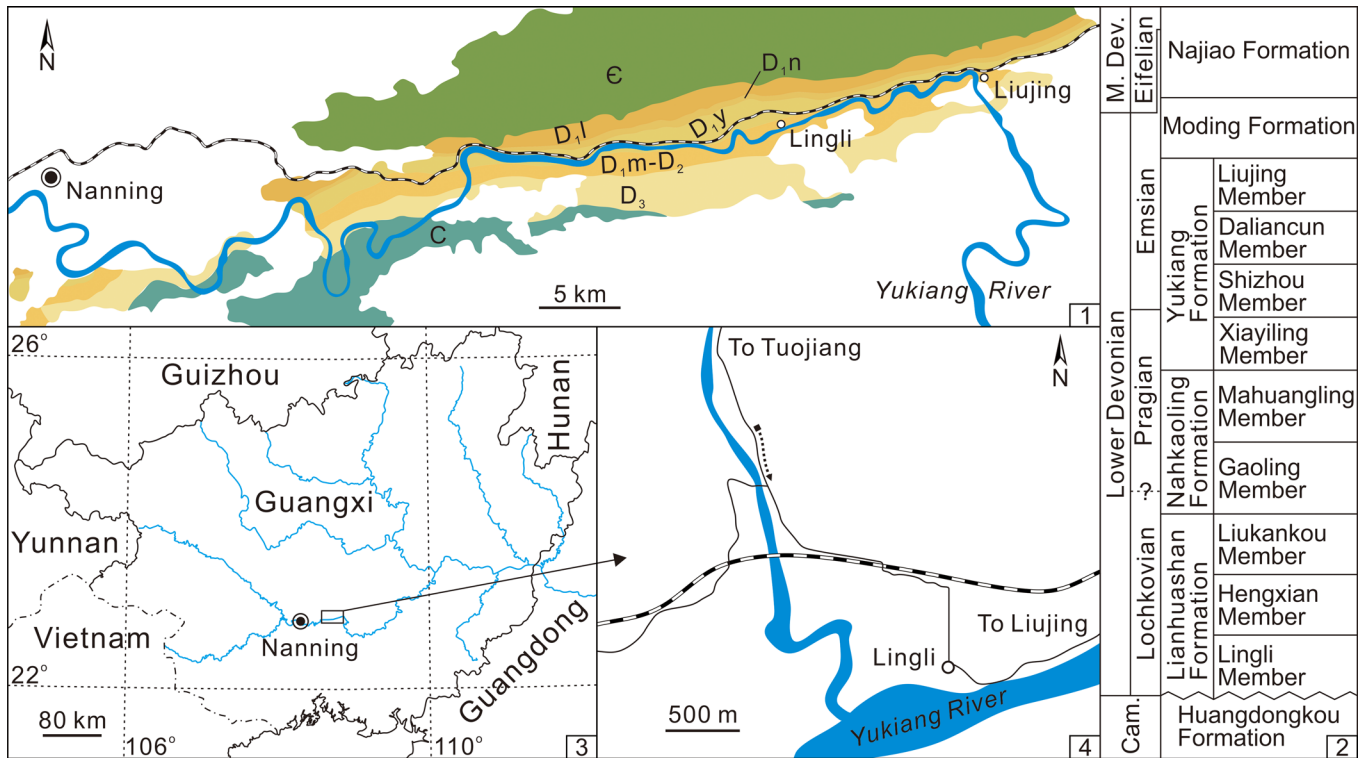 N
Є
D₁n
Liujing
D₁l
D₁y
Lingli
D₁m-D₂
Nanning
D₃
C
5 km
Yukiang River
1
26°
Guizhou
Hunan
Guangxi
Yunnan
Vietnam
Nanning
Guangdong
22°
80 km
106°
110°
3
To Tuojiang
N
To Liujing
Lingli
500 m
Yukiang River
4
M. Dev.
Eifelian
Najiao Formation
Moding Formation
Lower Devonian
Emsian
Yukiang
Formation
Liujing
Member
Daliancun
Member
Shizhou
Member
Xiayiling
Member
Pragian
Nahkaoling
Formation
Mahuangling
Member
Gaoling
Member
?
Lochkovian
Lianhuashan
Formation
Liukankou
Member
Hengxian
Member
Lingli
Member
Cam.
Huangdongkou
Formation
2